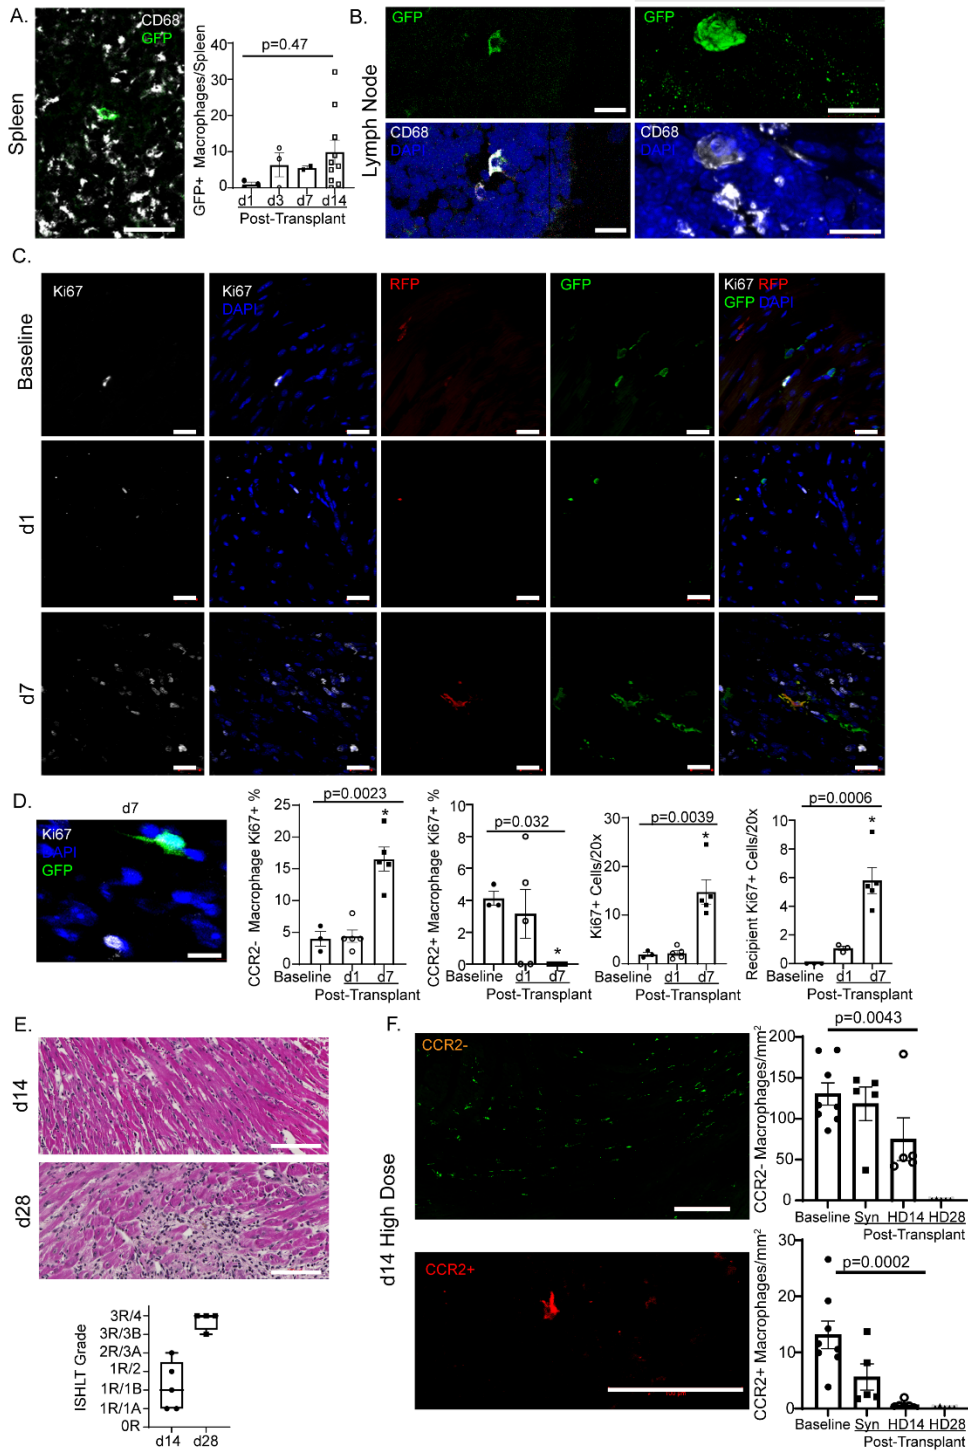 A.
CD68
GFP
Spleen
p=0.47
GFP+ Macrophages/Spleen
30
20
10
0
d1 d3 d7 d14
Post-Transplant
B.
Lymph Node
GFP
GFP
CD68
DAPI
CD68
DAPI
C.
Baseline
Ki67
Ki67
DAPI
RFP
GFP
Ki67 RFP
GFP DAPI
d1
d7
D.
d7
Ki67
DAPI
GFP
p=0.0023
CCR2- Macrophage Ki67+ %
25
20
15
10
5
0
*
Baseline d1 d7
Post-Transplant
p=0.032
CCR2+ Macrophage Ki67+ %
10
8
6
4
2
0
*
Baseline d1 d7
Post-Transplant
p=0.0039
Ki67+ Cells/20x
30
20
10
0
*
Baseline d1 d7
Post-Transplant
p=0.0006
Recipient Ki67+ Cells/20x
10
8
6
4
2
0
*
Baseline d1 d7
Post-Transplant
E.
d14
d28
ISHLT Grade
3R/4
3R/3B
2R/3A
1R/2
1R/1B
1R/1A
0R
d14 d28
F.
d14 High Dose
CCR2-
CCR2+
p=0.0043
CCR2- Macrophages/mm²
200
150
100
50
0
Baseline Syn HD14 HD28
Post-Transplant
p=0.0002
CCR2+ Macrophages/mm²
30
20
10
0
Baseline Syn HD14 HD28
Post-Transplant